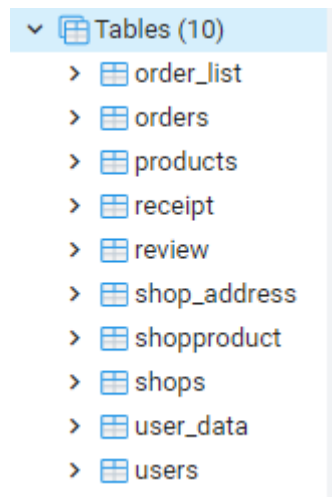 Tables (10)
order_list
orders
products
receipt
review
shop_address
shopproduct
shops
user_data
users